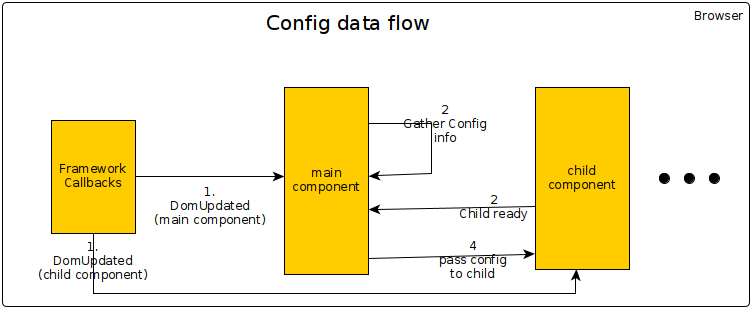 Config data flow
Browser
Framework
Callbacks
1.
DomUpdated
(main component)
1.
DomUpdated
(child component)
main
component
2
Gather Config
info
2
Child ready
4
pass config
to child
child
component